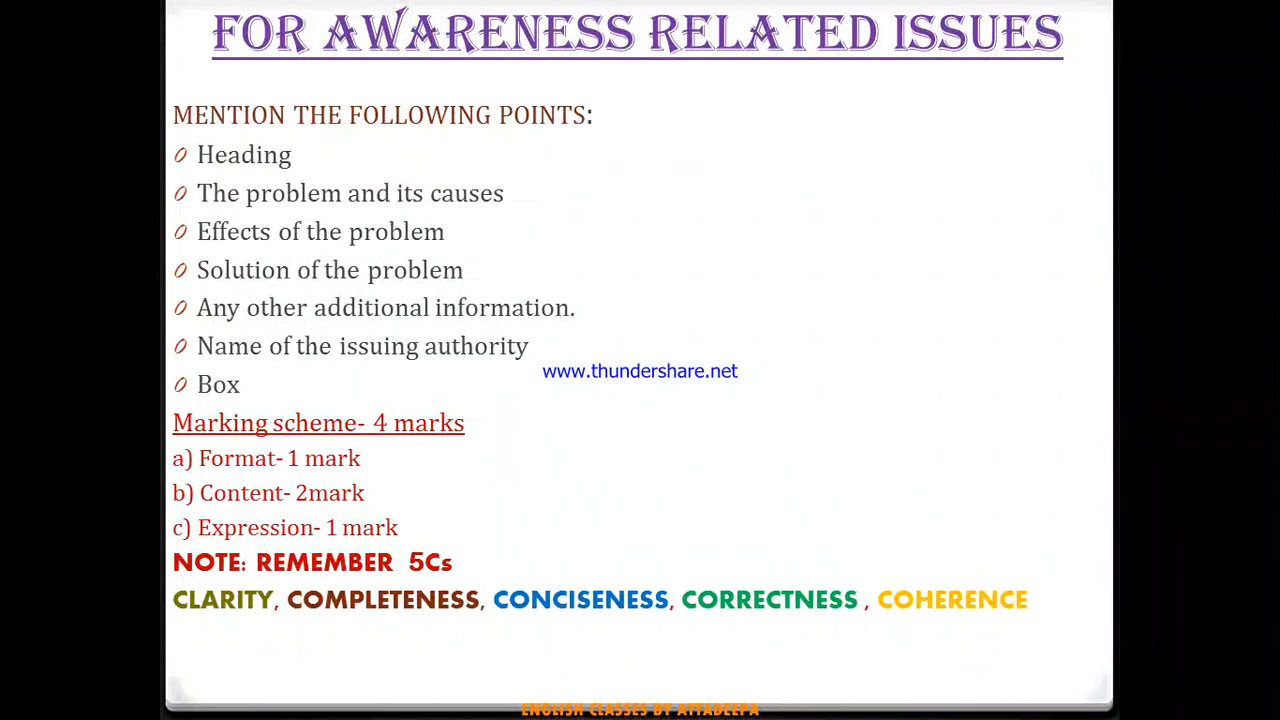 FOR AWARENESS RELATED ISSUES
MENTION THE FOLLOWING POINTS:
Heading
The problem and its causes
Effects of the problem
Solution of the problem
Any other additional information.
Name of the issuing authority
www.thundershare.net
Box
Marking scheme- 4 marks
a) Format- 1 mark
b) Content- 2mark
c) Expression- 1 mark
NOTE: REMEMBER 5Cs
CLARITY, COMPLETENESS, CONCISENESS, CORRECTNESS , COHERENCE
ENGLISH CLASSES BY